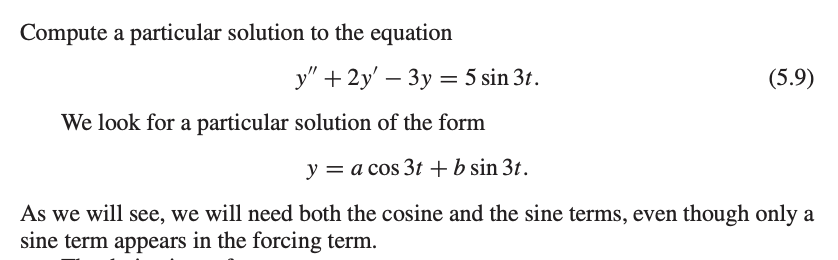 Compute a particular solution to the equation
y″ + 2y′ − 3y = 5 sin 3t. (5.9)
We look for a particular solution of the form
y = a cos 3t + b sin 3t.
As we will see, we will need both the cosine and the sine terms, even though only a
sine term appears in the forcing term.